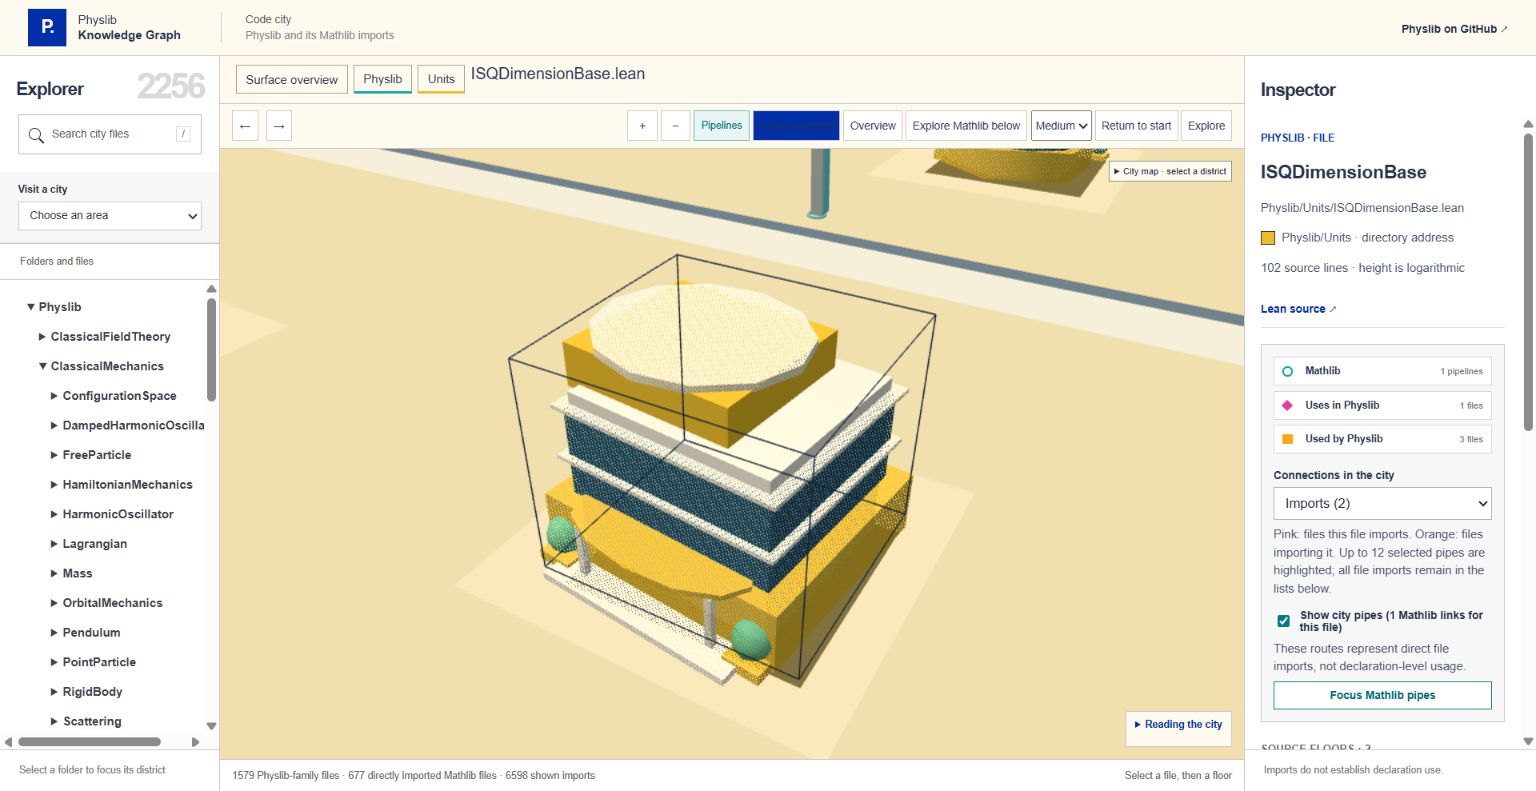 P.
Physlib
Knowledge Graph
Code city
Physlib and its Mathlib imports
Physlib on GitHub ↗
Explorer
2256
Search city files
/
Visit a city
Choose an area
Folders and files
▼ Physlib
▶ ClassicalFieldTheory
▼ ClassicalMechanics
▶ ConfigurationSpace
▶ DampedHarmonicOscilla
▶ FreeParticle
▶ HamiltonianMechanics
▶ HarmonicOscillator
▶ Lagrangian
▶ Mass
▶ OrbitalMechanics
▶ Pendulum
▶ PointParticle
▶ RigidBody
▶ Scattering
Select a folder to focus its district
Surface overview
Physlib
Units
ISQDimensionBase.lean
←
→
+
−
Pipelines
Overview
Explore Mathlib below
Medium
Return to start
Explore
▶ City map · select a district
▶ Reading the city
1579 Physlib-family files · 677 directly imported Mathlib files · 6598 shown imports
Select a file, then a floor
Inspector
PHYSLIB · FILE
ISQDimensionBase
Physlib/Units/ISQDimensionBase.lean
Physlib/Units · directory address
102 source lines · height is logarithmic
Lean source ↗
Mathlib
1 pipelines
Uses in Physlib
1 files
Used by Physlib
3 files
Connections in the city
Imports (2)
Pink: files this file imports. Orange: files
importing it. Up to 12 selected pipes are
highlighted; all file imports remain in the
lists below.
Show city pipes (1 Mathlib links for
this file)
These routes represent direct file
imports, not declaration-level usage.
Focus Mathlib pipes
Imports do not establish declaration use.